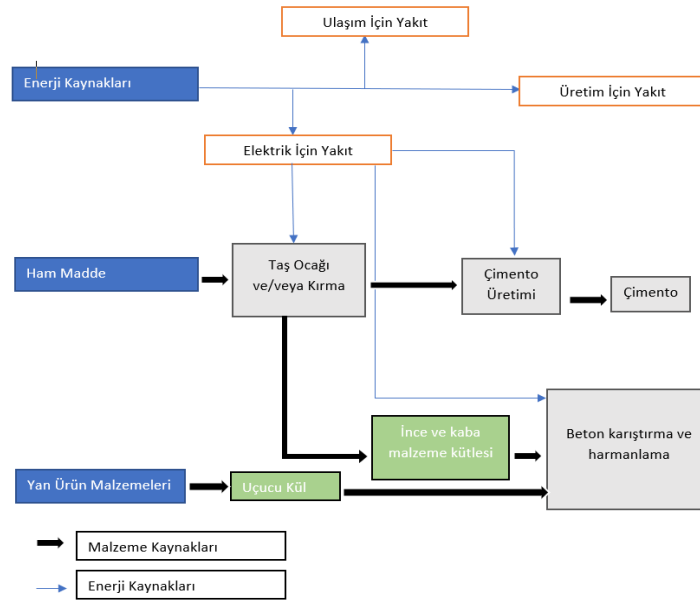 Ulaşım İçin Yakıt
Enerji Kaynakları
Üretim İçin Yakıt
Elektrik İçin Yakıt
Ham Madde
Taş Ocağı
ve/veya Kırma
Çimento
Üretimi
Çimento
İnce ve kaba
malzeme kütlesi
Beton karıştırma ve
harmanlama
Yan Ürün Malzemeleri
Uçucu Kül
Malzeme Kaynakları
Enerji Kaynakları